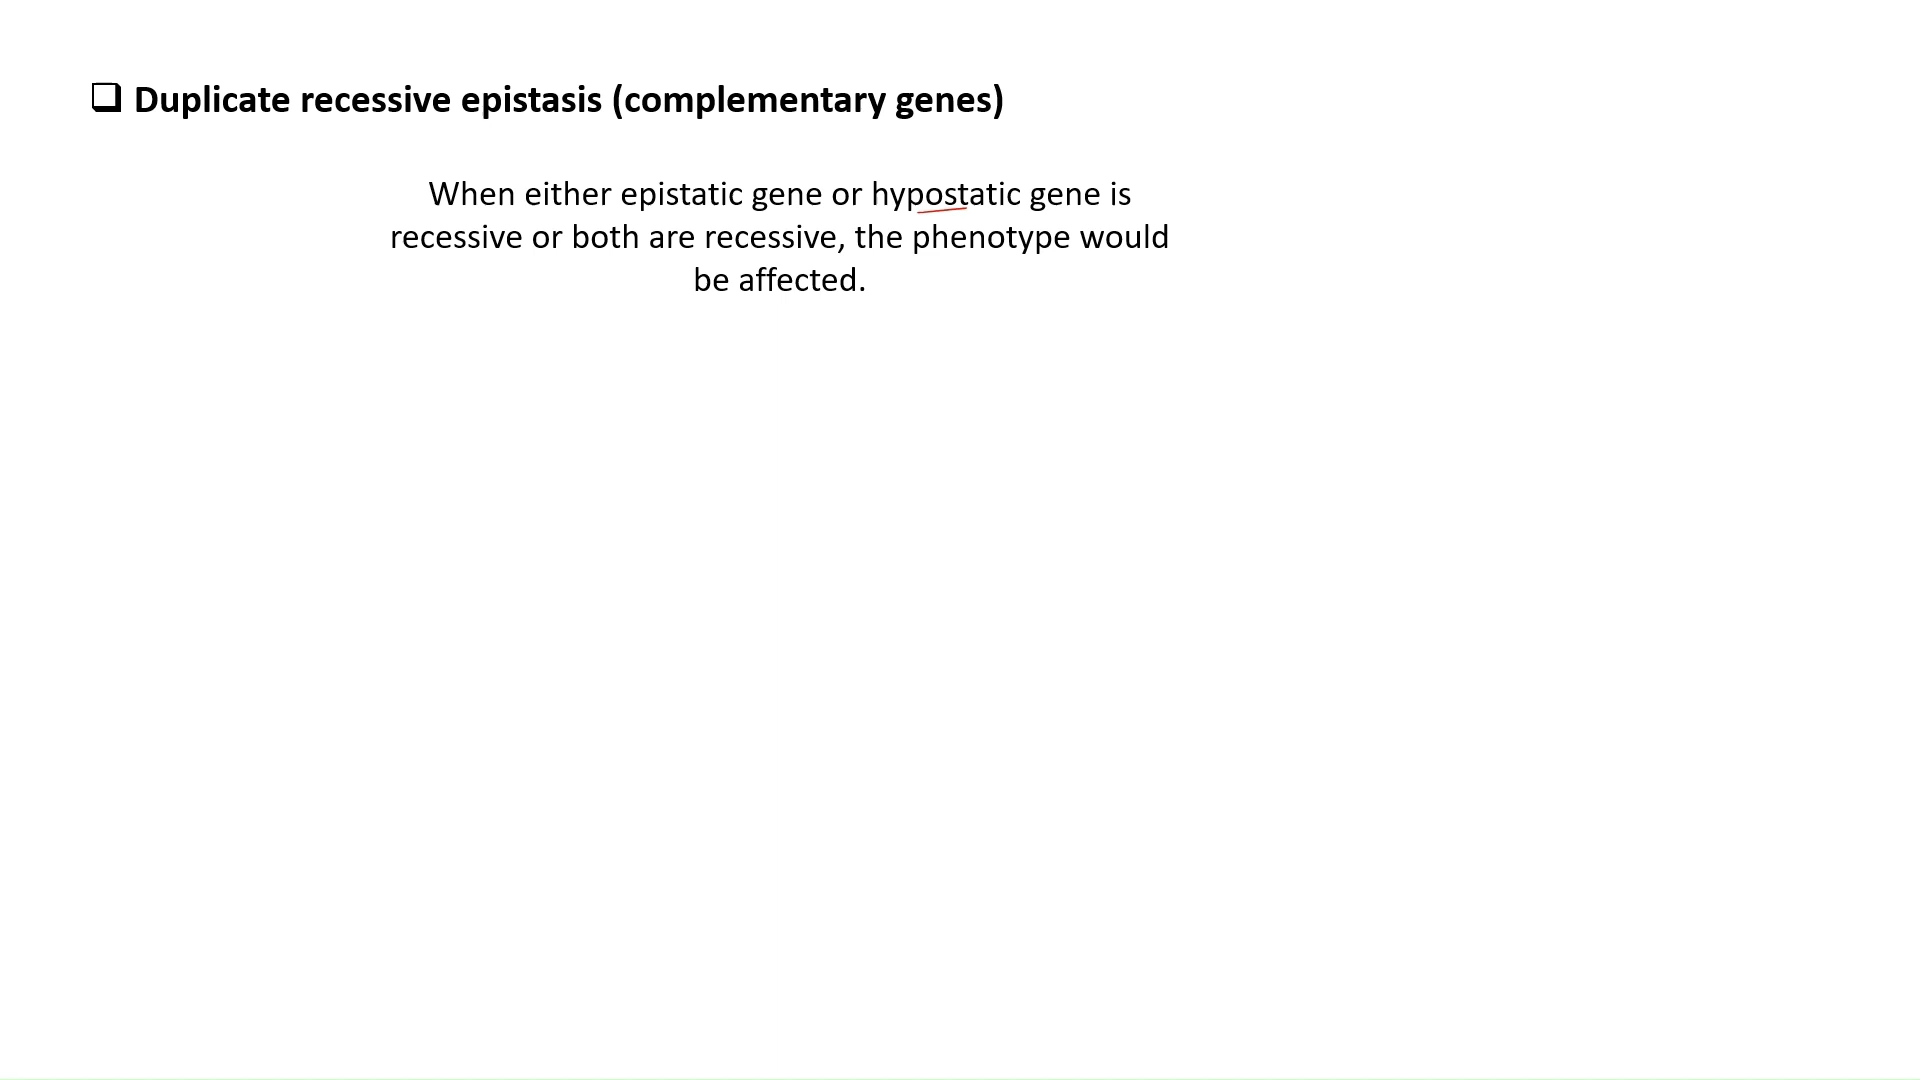 Duplicate recessive epistasis (complementary genes)
When either epistatic gene or hypostatic gene is
recessive or both are recessive, the phenotype would
be affected.